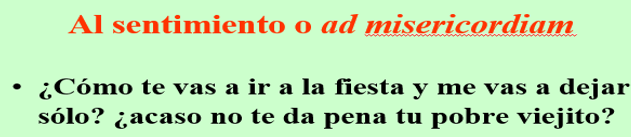 Al sentimiento o ad misericordiam
• ¿Cómo te vas a ir a la fiesta y me vas a dejar
sólo? ¿acaso no te da pena tu pobre viejito?